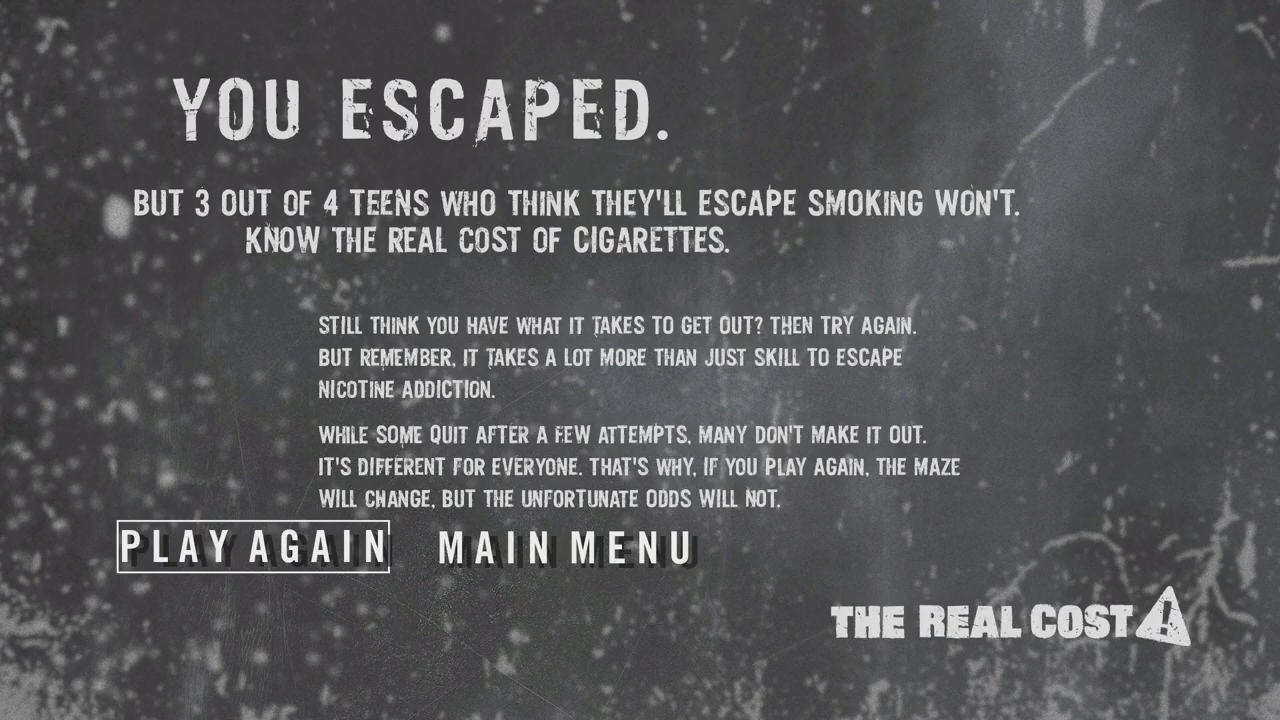 YOU ESCAPED.
BUT 3 OUT OF 4 TEENS WHO THINK THEY'LL ESCAPE SMOKING WON'T.
KNOW THE REAL COST OF CIGARETTES.
STILL THINK YOU HAVE WHAT IT TAKES TO GET OUT? THEN TRY AGAIN.
BUT REMEMBER, IT TAKES A LOT MORE THAN JUST SKILL TO ESCAPE
NICOTINE ADDICTION.
WHILE SOME QUIT AFTER A FEW ATTEMPTS, MANY DON'T MAKE IT OUT.
IT'S DIFFERENT FOR EVERYONE. THAT'S WHY, IF YOU PLAY AGAIN, THE MAZE
WILL CHANGE, BUT THE UNFORTUNATE ODDS WILL NOT.
PLAY AGAIN MAIN MENU
THE REAL COST